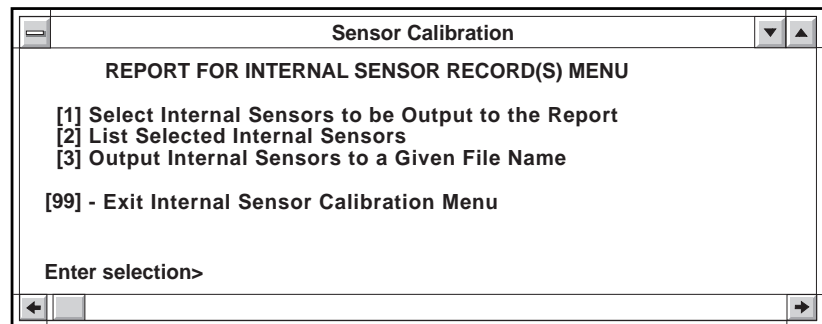 Sensor Calibration
REPORT FOR INTERNAL SENSOR RECORD(S) MENU
[1] Select Internal Sensors to be Output to the Report
[2] List Selected Internal Sensors
[3] Output Internal Sensors to a Given File Name
[99] - Exit Internal Sensor Calibration Menu
Enter selection>